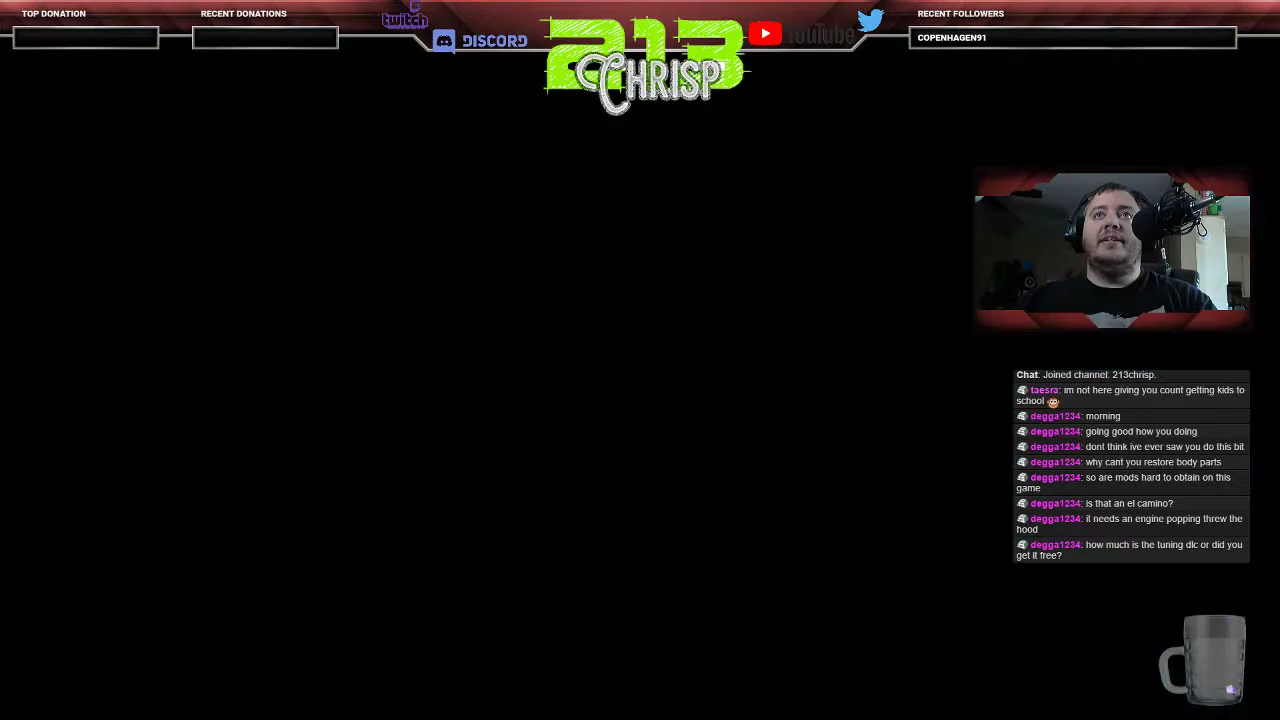 TOP DONATION
RECENT DONATIONS
twitch
DISCORD
213
CHRISP
YouTube
RECENT FOLLOWERS
COPENHAGEN91
Chat: Joined channel: 213chrisp.
taesra: im not here giving you count getting kids to
school
degga1234: morning
degga1234: going good how you doing
degga1234: dont think ive ever saw you do this bit
degga1234: why cant you restore body parts
degga1234: so are mods hard to obtain on this
game
degga1234: is that an el camino?
degga1234: it needs an engine popping threw the
hood
degga1234: how much is the tuning dlc or did you
get it free?